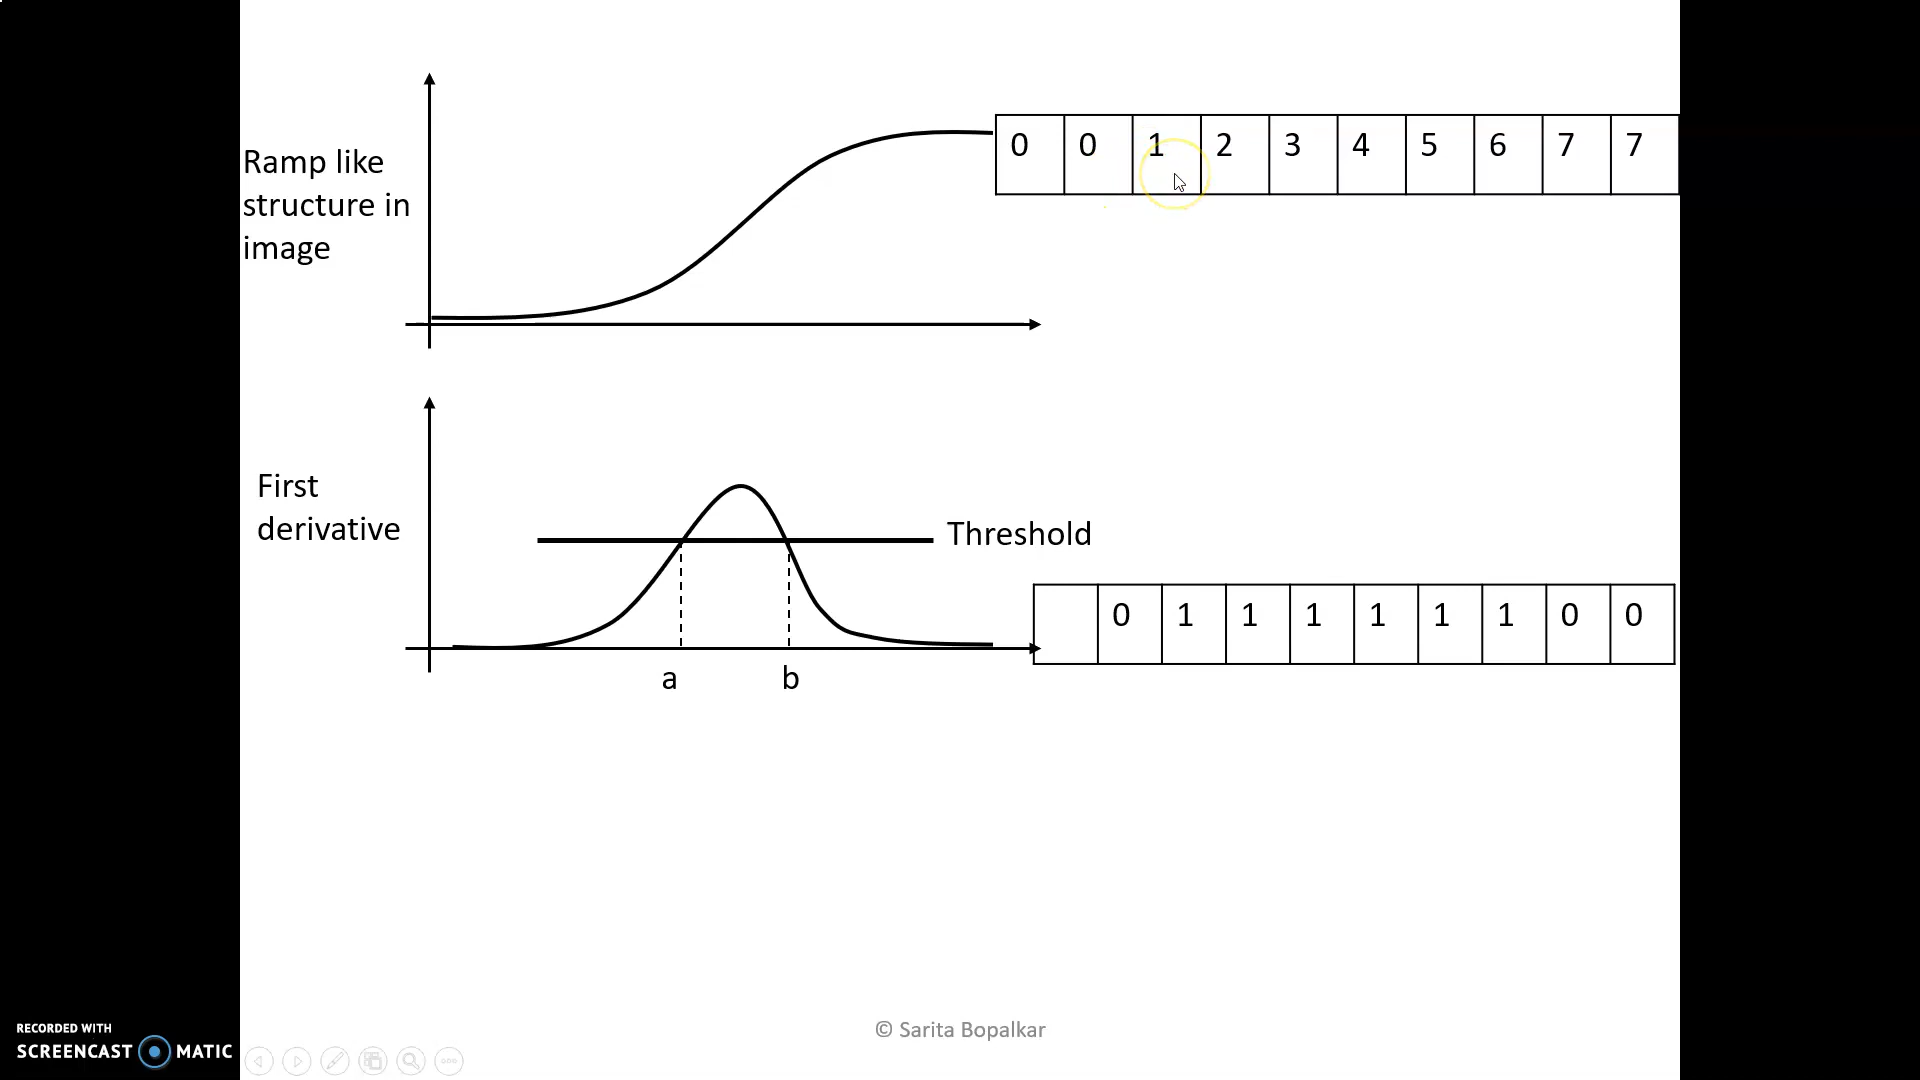 Ramp like
structure in
image
0 0 1 2 3 4 5 6 7 7
First
derivative
Threshold
0 1 1 1 1 1 1 0 0
a b
© Sarita Bopalkar
RECORDED WITH
SCREENCAST MATIC